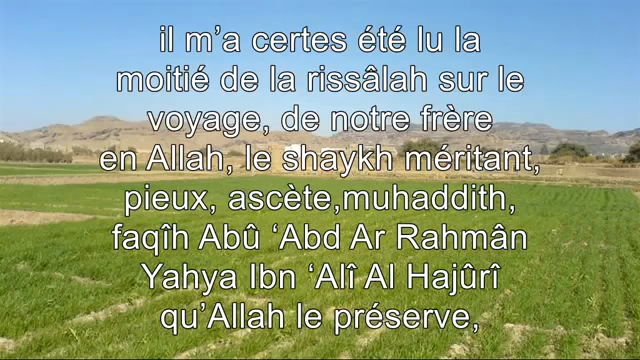 il m’a certes été lu la
moitié de la rissâlah sur le
voyage, de notre frère
en Allah, le shaykh méritant,
pieux, ascète,muhaddith,
faqîh Abû ‘Abd Ar Rahmân
Yahya Ibn ‘Alî Al Hajûrî
qu’Allah le préserve,